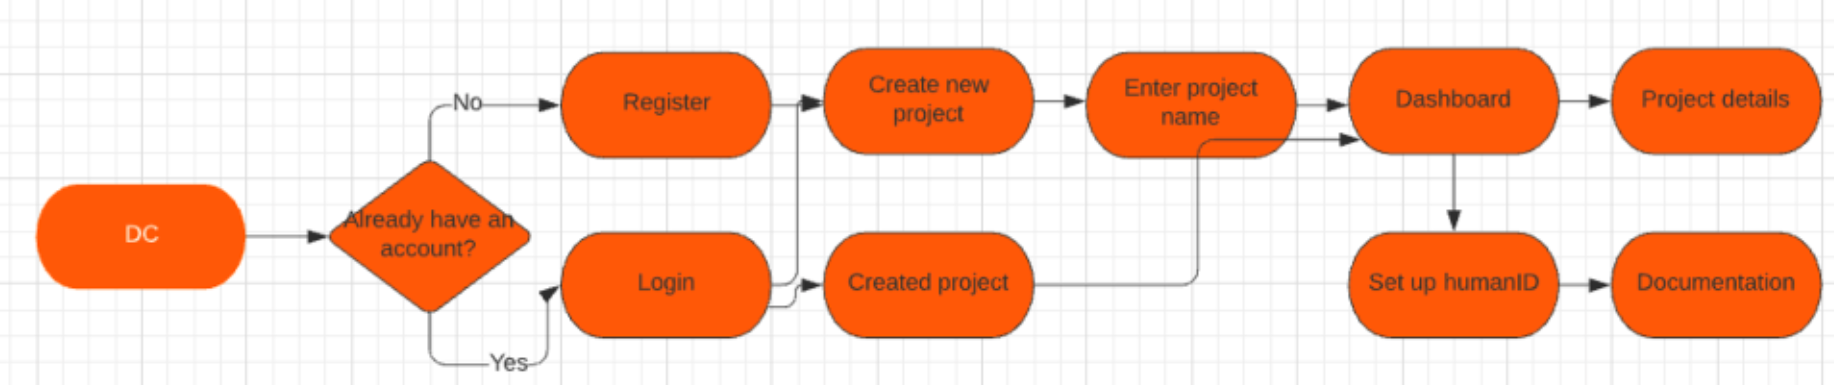 DC
Already have an
account?
No
Yes
Register
Login
Create new
project
Created project
Enter project
name
Dashboard
Project details
Set up humanID
Documentation